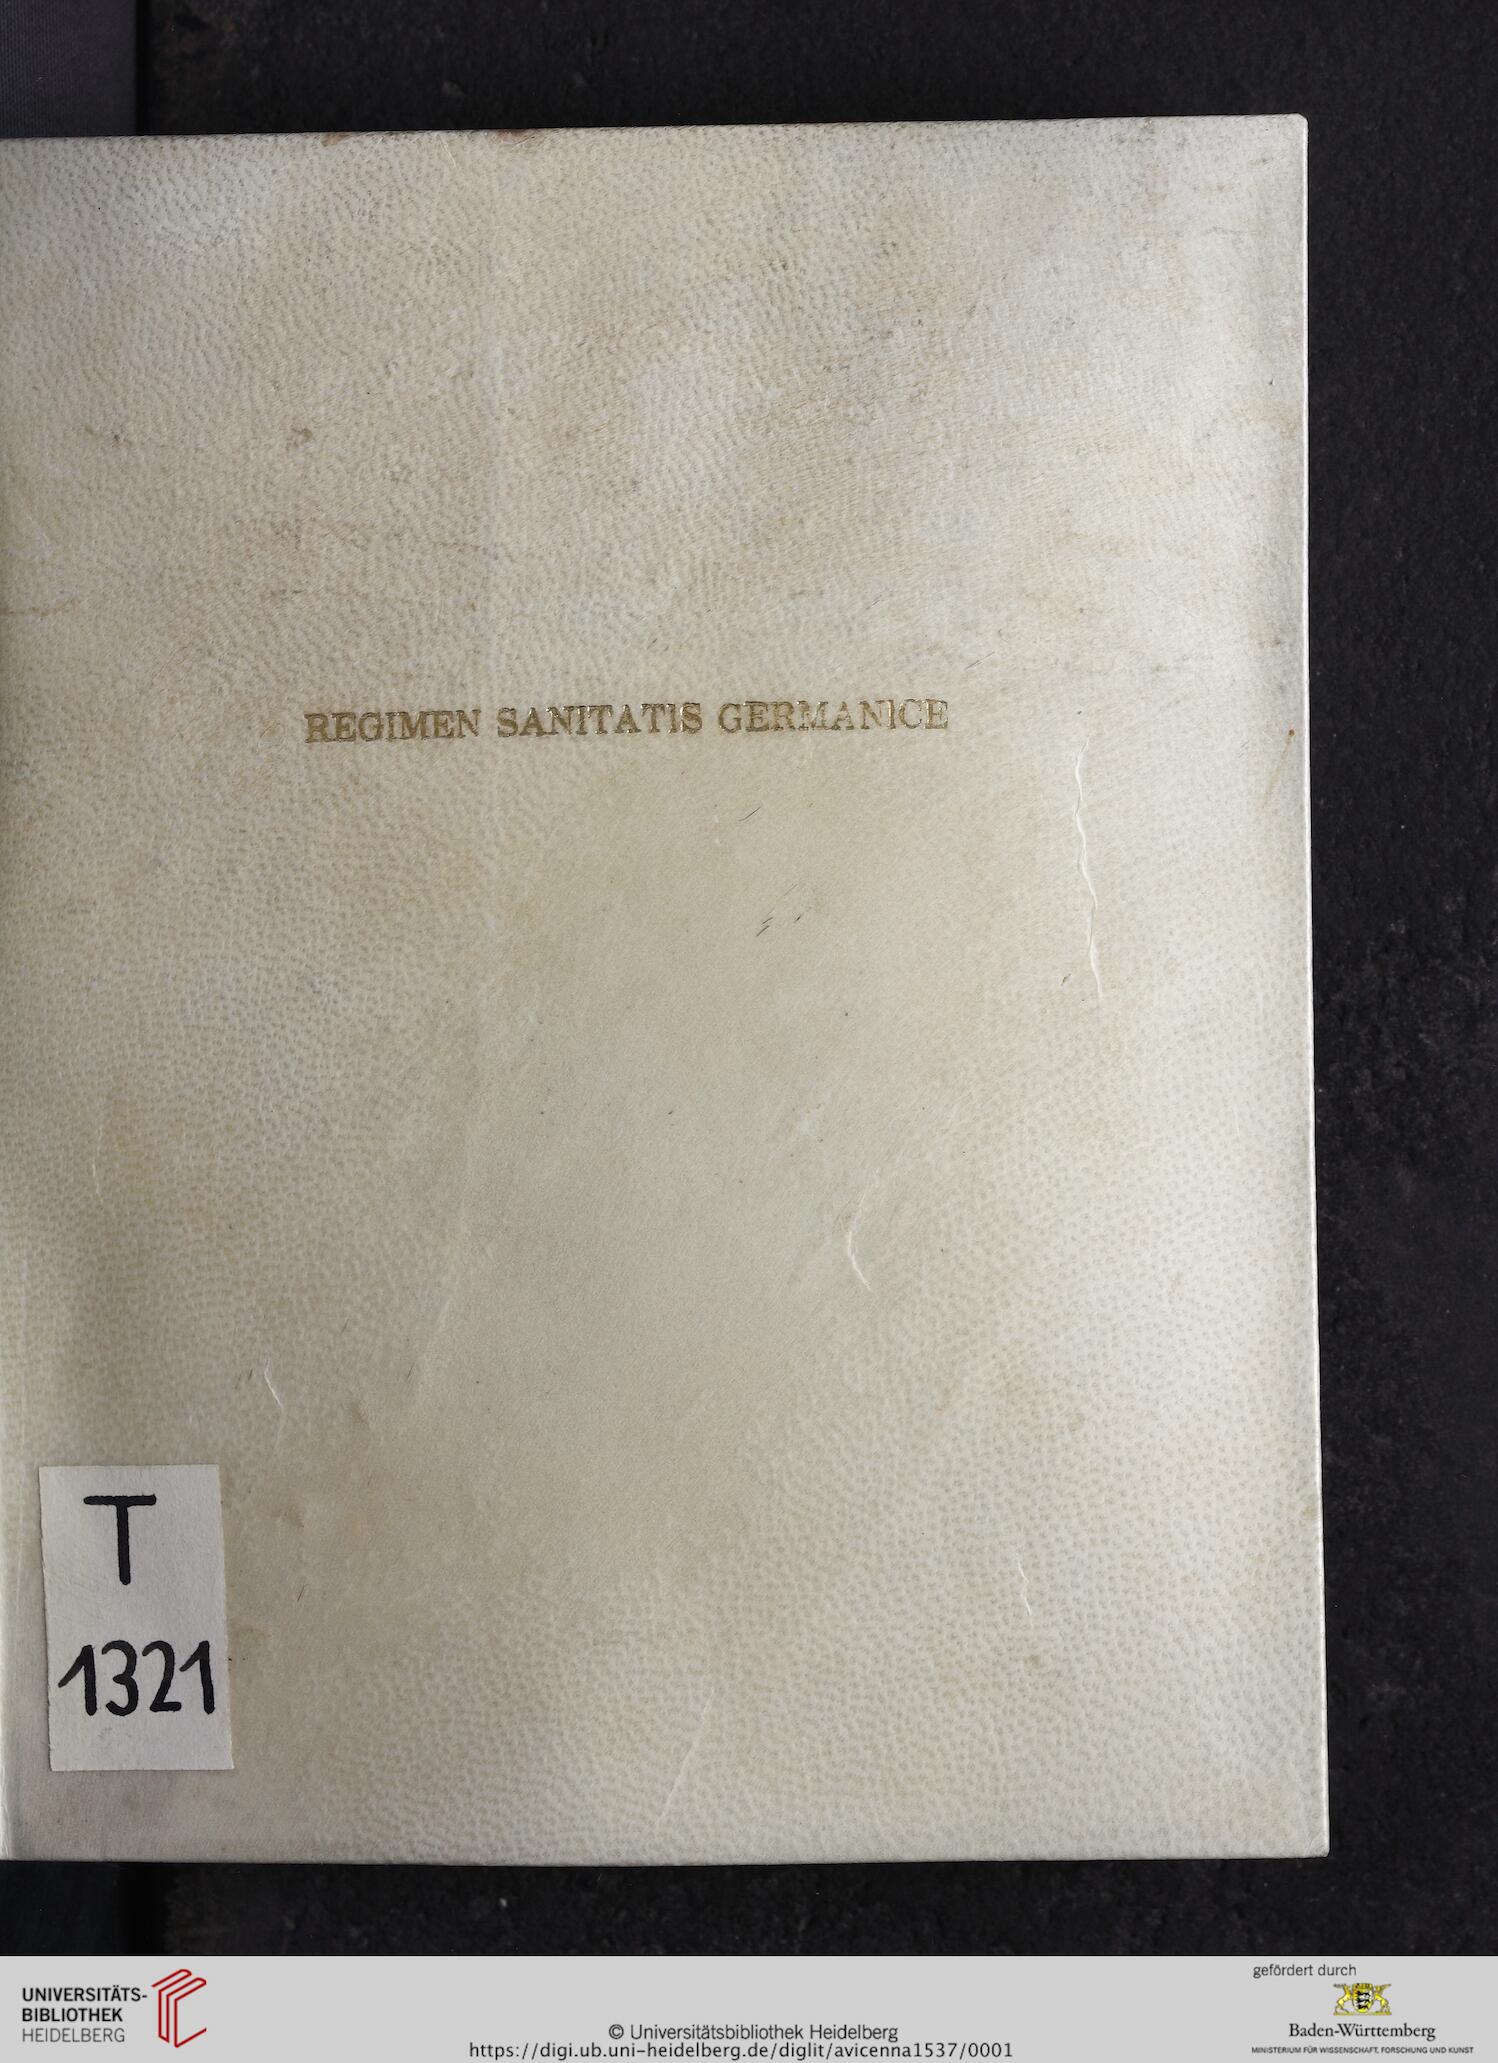 REGIMEN SANITATIS GERMANICE
T
1321
UNIVERSITÄTS-
BIBLIOTHEK
HEIDELBERG
© Universitätsbibliothek Heidelberg
https://digi.ub.uni-heidelberg.de/diglit/avicenna1537/0001
gefördert durch
Baden-Württemberg
MINISTERIUM FÜR WISSENSCHAFT, FORSCHUNG UND KUNST